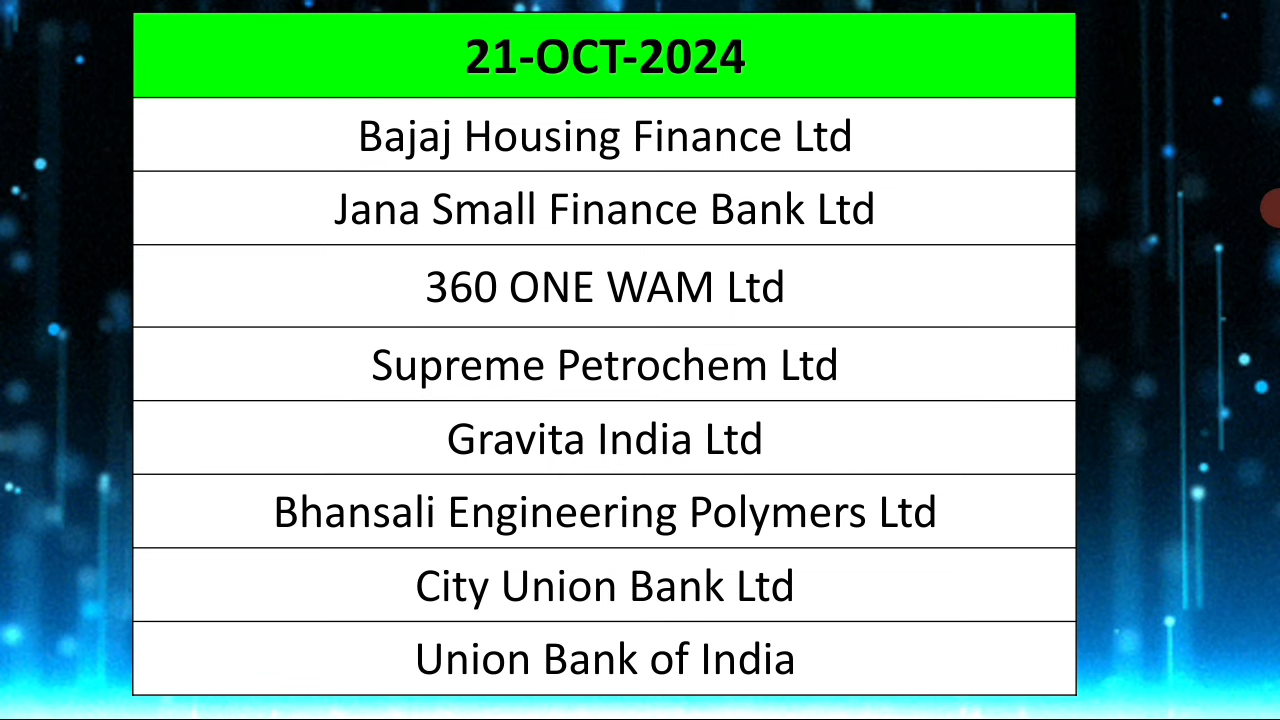 21-OCT-2024
Bajaj Housing Finance Ltd
Jana Small Finance Bank Ltd
360 ONE WAM Ltd
Supreme Petrochem Ltd
Gravita India Ltd
Bhansali Engineering Polymers Ltd
City Union Bank Ltd
Union Bank of India